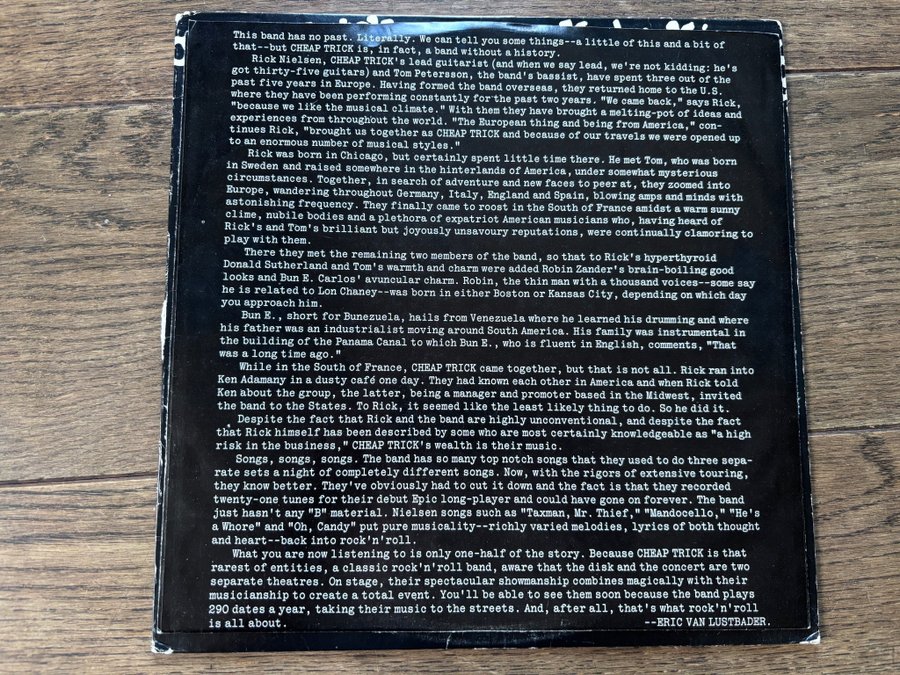 This band has no past. Literally. We can tell you some things--a little of this and a bit of
that--but CHEAP TRICK is, in fact, a band without a history.
Rick Nielsen, CHEAP TRICK's lead guitarist (and when we say lead, we're not kidding: he's
got thirty-five guitars) and Tom Petersson, the band's bassist, have spent three out of the
past five years in Europe. Having formed the band overseas, they returned home to the U.S.
where they have been performing constantly for the past two years. "We came back," says Rick,
"because we like the musical climate." With them they have brought a melting-pot of ideas and
experiences from throughout the world. "The European thing and being from America," con-
tinues Rick, "brought us together as CHEAP TRICK and because of our travels we were opened up
to an enormous number of musical styles."
Rick was born in Chicago, but certainly spent little time there. He met Tom, who was born
in Sweden and raised somewhere in the hinterlands of America, under somewhat mysterious
circumstances. Together, in search of adventure and new faces to peer at, they zoomed into
Europe, wandering throughout Germany, Italy, England and Spain, blowing amps and minds with
astonishing frequency. They finally came to roost in the South of France amidst a warm sunny
clime, nubile bodies and a plethora of expatriot American musicians who, having heard of
Rick's and Tom's brilliant but joyously unsavoury reputations, were continually clamoring to
play with them.
There they met the remaining two members of the band, so that to Rick's hyperthyroid
Donald Sutherland and Tom's warmth and charm were added Robin Zander's brain-boiling good
looks and Bun E. Carlos' avuncular charm. Robin, the thin man with a thousand voices--some say
he is related to Lon Chaney--was born in either Boston or Kansas City, depending on which day
you approach him.
Bun E., short for Bunezuela, hails from Venezuela where he learned his drumming and where
his father was an industrialist moving around South America. His family was instrumental in
the building of the Panama Canal to which Bun E., who is fluent in English, comments, "That
was a long time ago."
While in the South of France, CHEAP TRICK came together, but that is not all. Rick ran into
Ken Adamany in a dusty café one day. They had known each other in America and when Rick told
Ken about the group, the latter, being a manager and promoter based in the Midwest, invited
the band to the States. To Rick, it seemed like the least likely thing to do. So he did it.
Despite the fact that Rick and the band are highly unconventional, and despite the fact
that Rick himself has been described by some who are most certainly knowledgeable as "a high
risk in the business," CHEAP TRICK's wealth is their music.
Songs, songs, songs. The band has so many top notch songs that they used to do three sepa-
rate sets a night of completely different songs. Now, with the rigors of extensive touring,
they know better. They've obviously had to cut it down and the fact is that they recorded
twenty-one tunes for their debut Epic long-player and could have gone on forever. The band
just hasn't any "B" material. Nielsen songs such as "Taxman, Mr. Thief," "Mandocello," "He's
a Whore" and "Oh, Candy" put pure musicality--richly varied melodies, lyrics of both thought
and heart--back into rock'n'roll.
What you are now listening to is only one-half of the story. Because CHEAP TRICK is that
rarest of entities, a classic rock'n'roll band, aware that the disk and the concert are two
separate theatres. On stage, their spectacular showmanship combines magically with their
musicianship to create a total event. You'll be able to see them soon because the band plays
290 dates a year, taking their music to the streets. And, after all, that's what rock'n'roll
is all about. --ERIC VAN LUSTBADER.